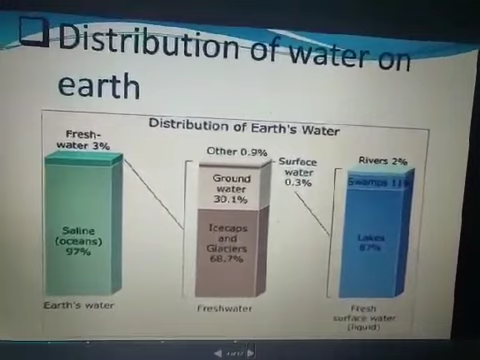 Distribution of water on
earth
Distribution of Earth's Water
Fresh-
water 3%
Saline
(oceans)
97%
Earth's water
Other 0.9%
Ground
water
30.1%
Icecaps
and
Glaciers
68.7%
Freshwater
Surface
water
0.3%
Rivers 2%
Swamps 11%
Lakes
87%
Fresh
surface water
(liquid)